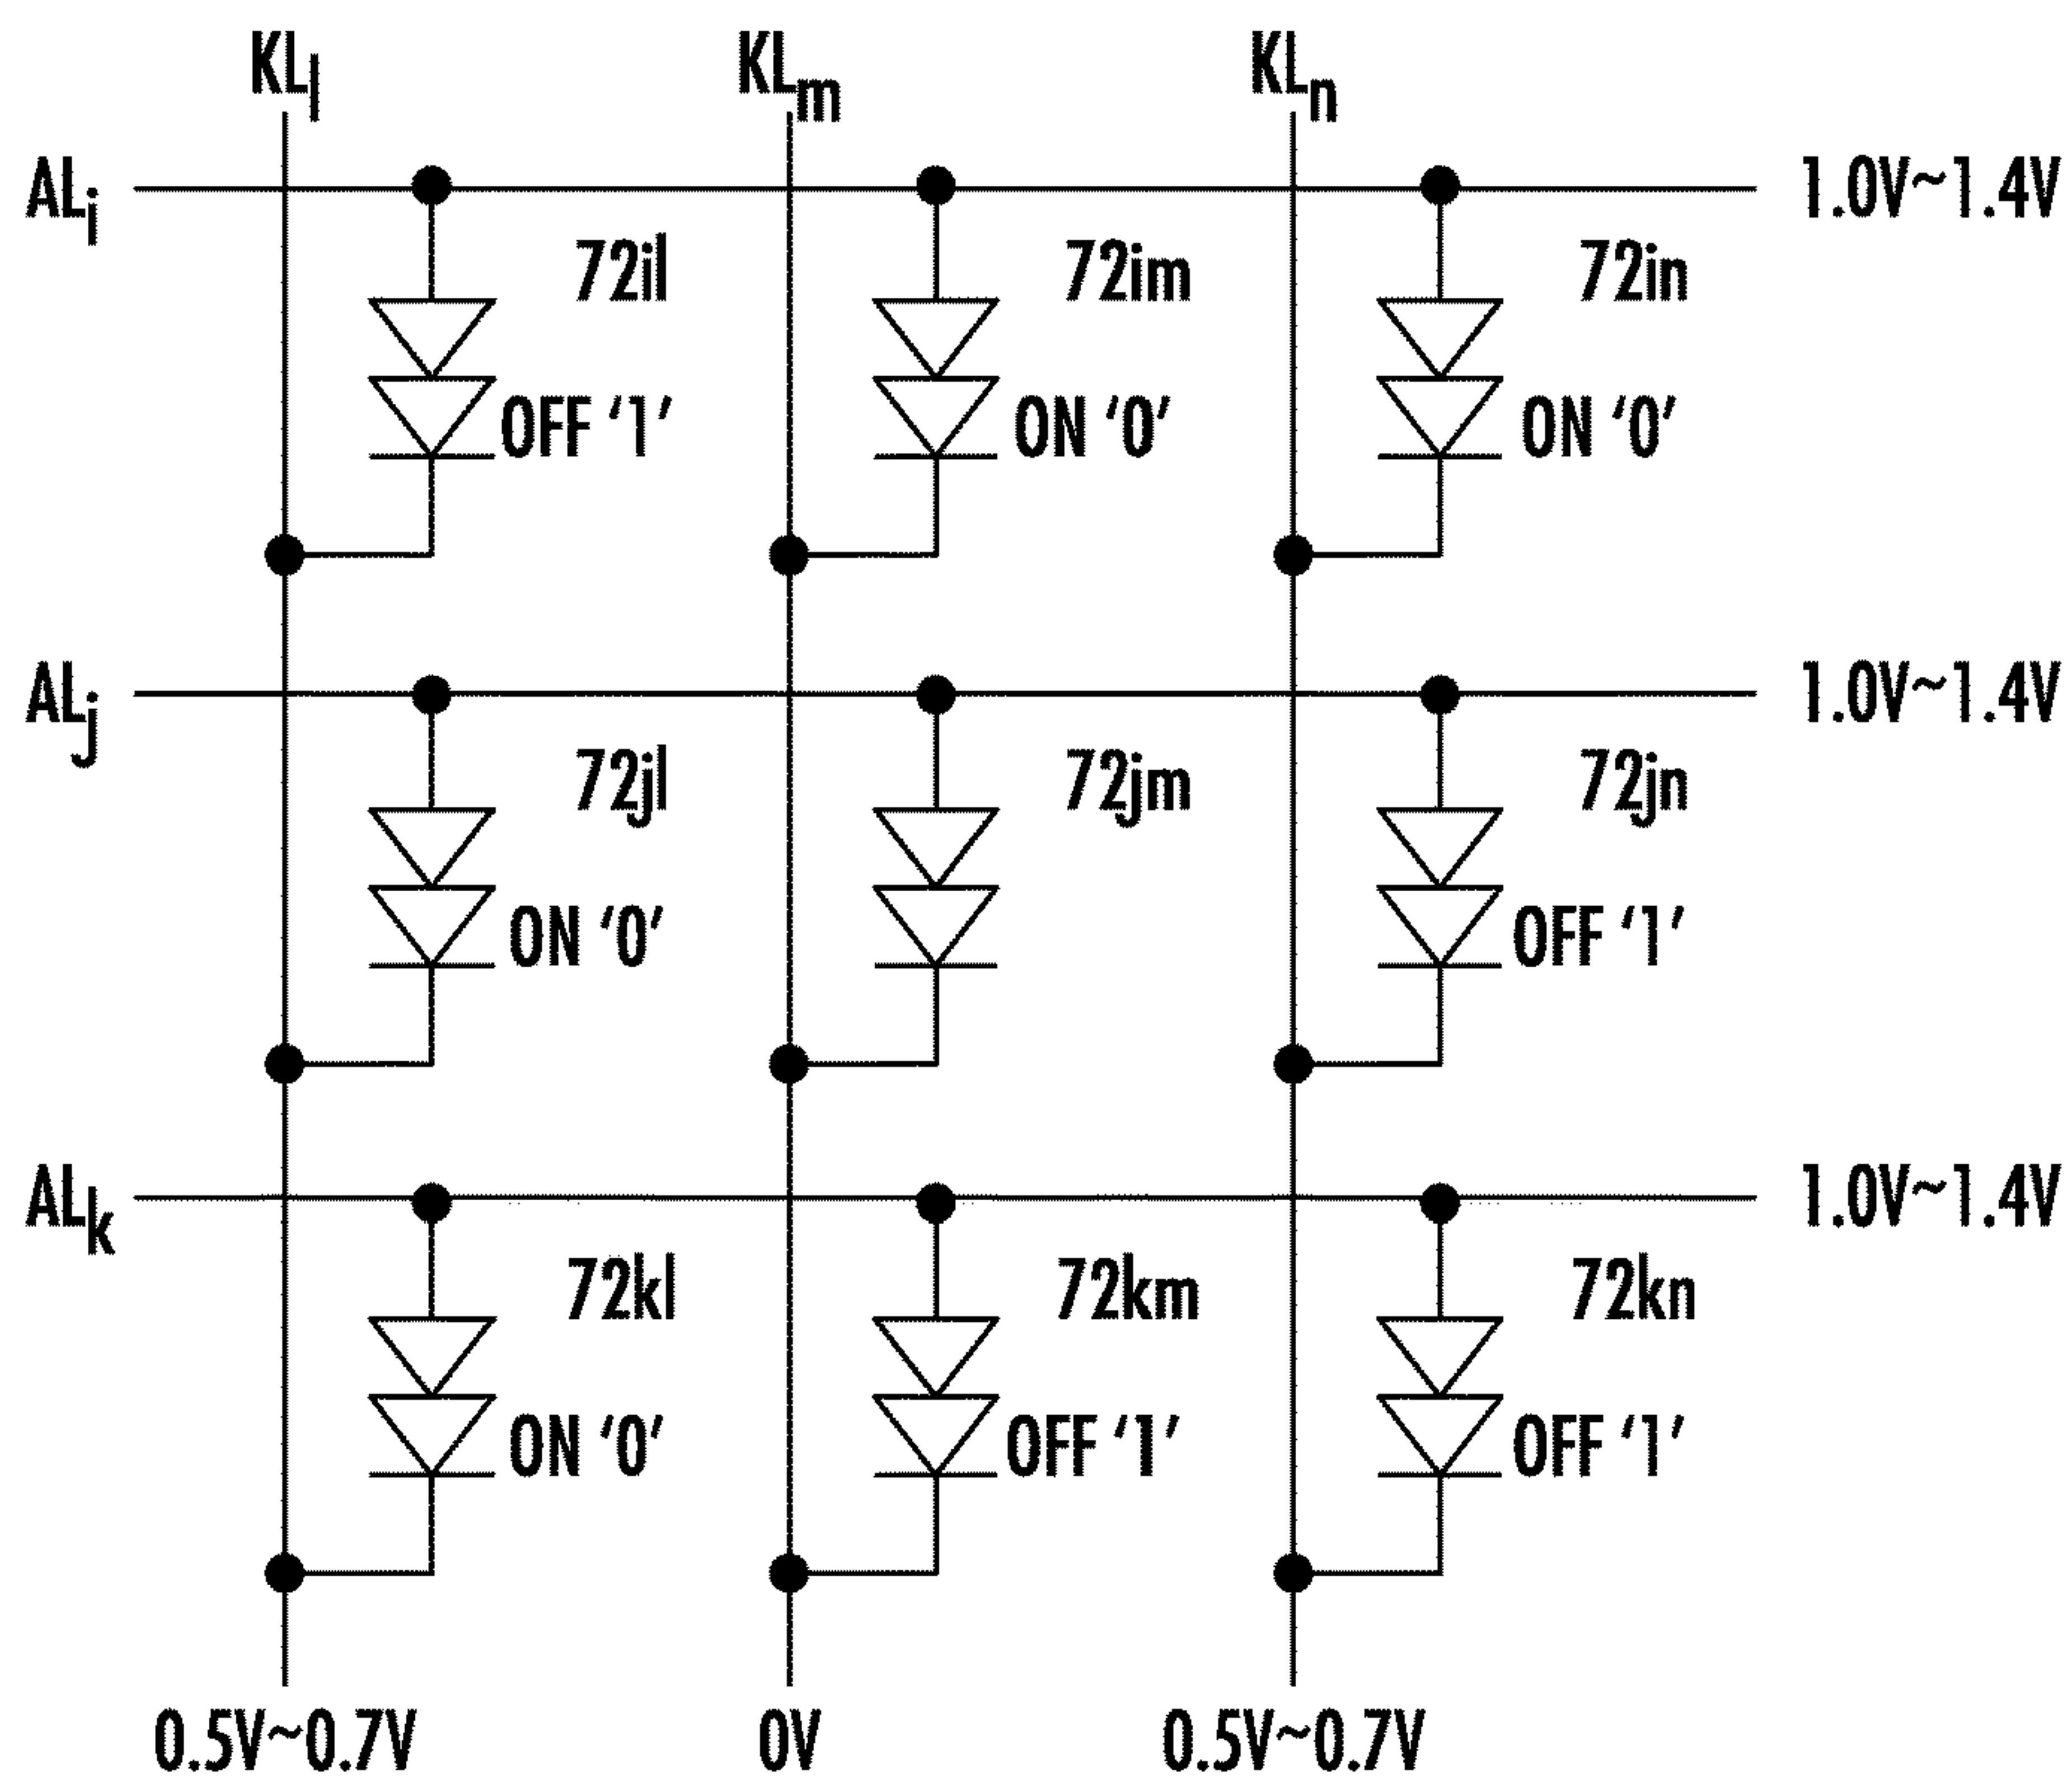 KLl KLm KLn
ALi 1.0V~1.4V
72il 72im 72in
OFF '1' ON '0' ON '0'
ALj 1.0V~1.4V
72jl 72jm 72jn
ON '0' OFF '1'
ALk 1.0V~1.4V
72kl 72km 72kn
ON '0' OFF '1' OFF '1'
0.5V~0.7V 0V 0.5V~0.7V